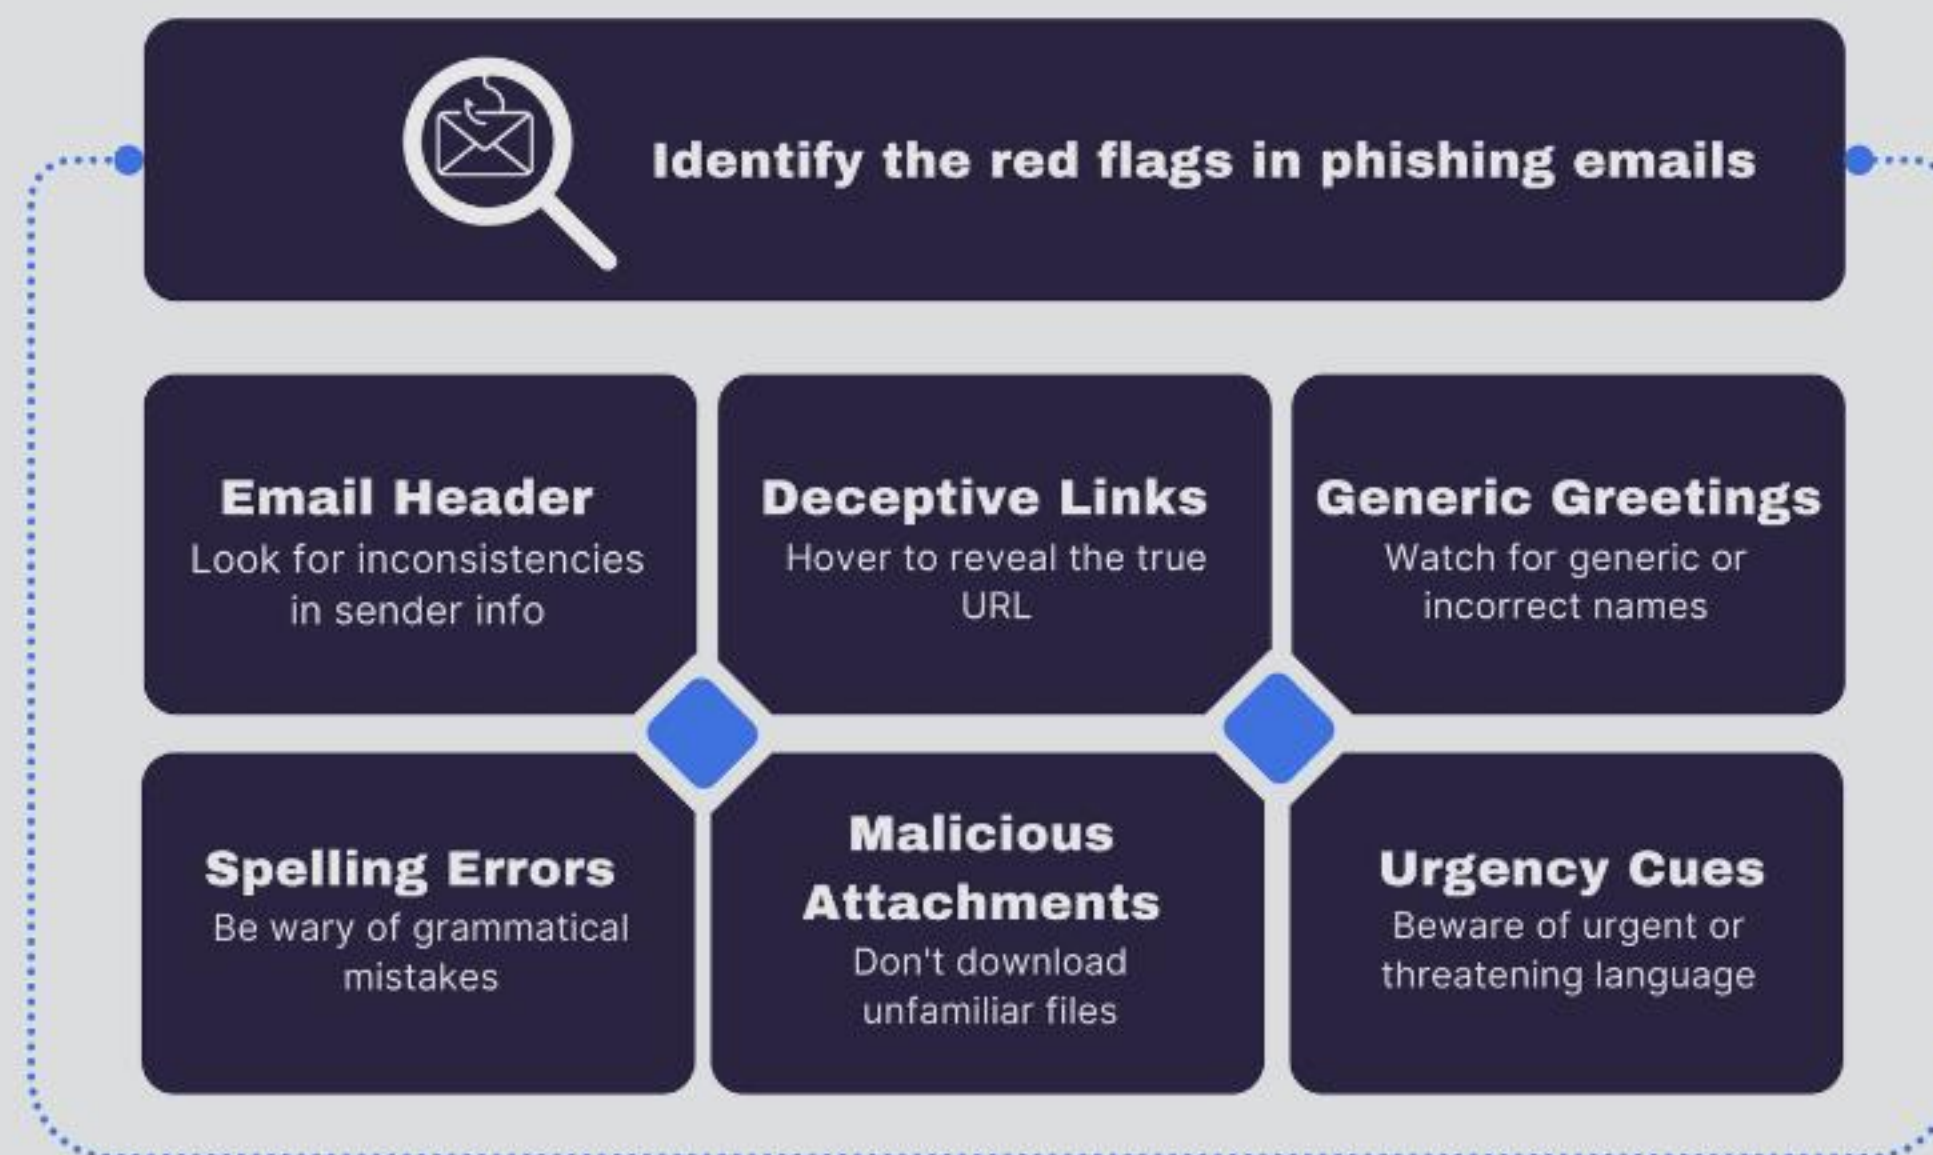 Identify the red flags in phishing emails
Email Header
Look for inconsistencies
in sender info
Deceptive Links
Hover to reveal the true
URL
Generic Greetings
Watch for generic or
incorrect names
Spelling Errors
Be wary of grammatical
mistakes
Malicious
Attachments
Don't download
unfamiliar files
Urgency Cues
Beware of urgent or
threatening language